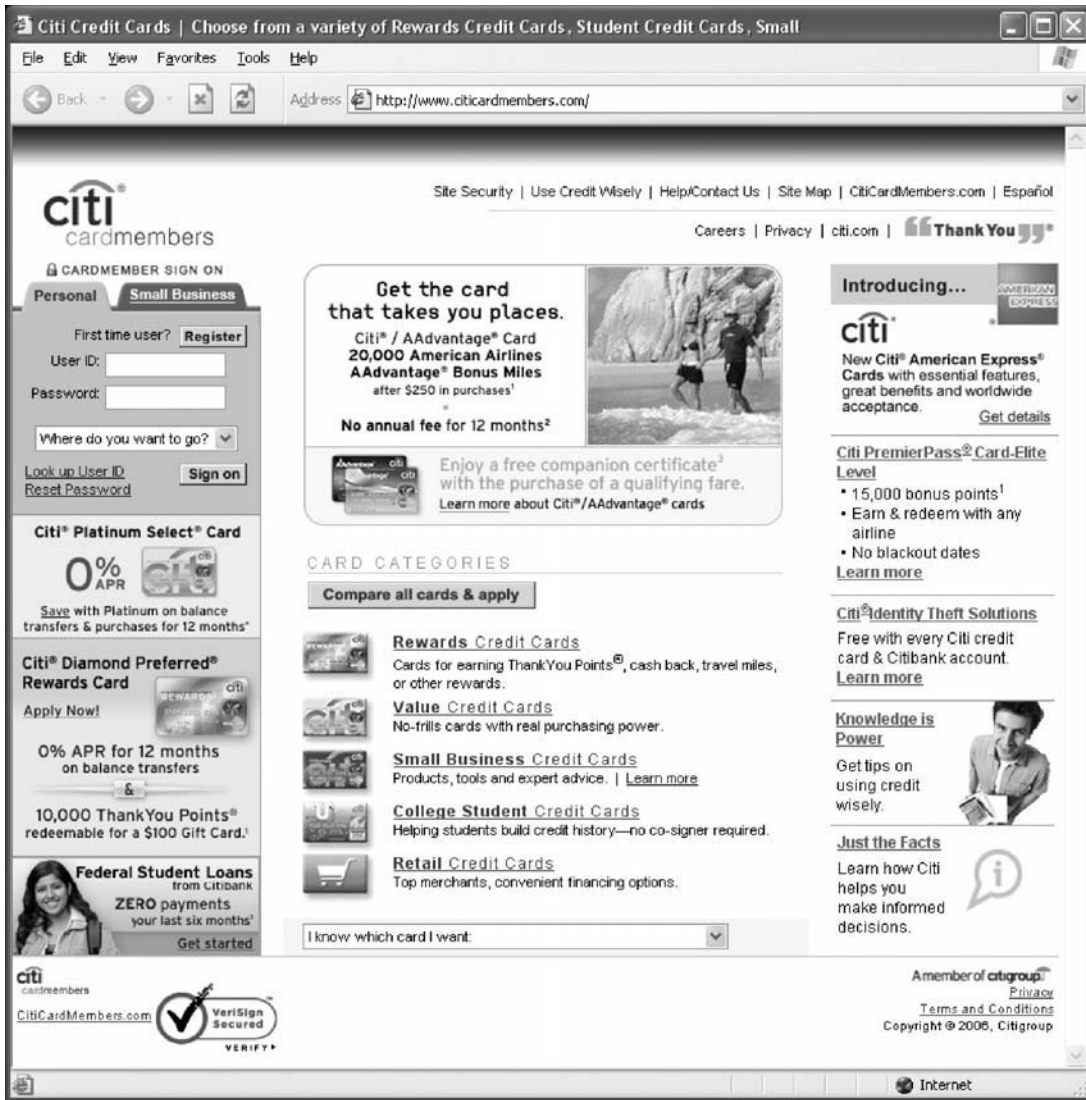 Citi Credit Cards | Choose from a variety of Rewards Credit Cards, Student Credit Cards, Small
File Edit View Favorites Tools Help
Back
Address http://www.citicardmembers.com/
citi®
cardmembers
Site Security | Use Credit Wisely | Help/Contact Us | Site Map | CitiCardMembers.com | Español
Careers | Privacy | citi.com | Thank You®
CARDMEMBER SIGN ON
Personal Small Business
First time user? Register
User ID:
Password:
Where do you want to go?
Look up User ID Sign on
Reset Password
Citi® Platinum Select® Card
0% APR
Save with Platinum on balance
transfers & purchases for 12 months*
Citi® Diamond Preferred®
Rewards Card
Apply Now!
0% APR for 12 months
on balance transfers
&
10,000 ThankYou Points®
redeemable for a $100 Gift Card.¹
Federal Student Loans
from Citibank
ZERO payments
your last six months³
Get started
Get the card
that takes you places.
Citi® / AAdvantage® Card
20,000 American Airlines
AAdvantage® Bonus Miles
after $250 in purchases¹
No annual fee for 12 months²
Enjoy a free companion certificate³
with the purchase of a qualifying fare.
Learn more about Citi®/AAdvantage® cards
CARD CATEGORIES
Compare all cards & apply
Rewards Credit Cards
Cards for earning ThankYou Points®, cash back, travel miles,
or other rewards.
Value Credit Cards
No-frills cards with real purchasing power.
Small Business Credit Cards
Products, tools and expert advice. | Learn more
College Student Credit Cards
Helping students build credit history—no co-signer required.
Retail Credit Cards
Top merchants, convenient financing options.
I know which card I want:
Introducing...
AMERICAN
EXPRESS
citi®
New Citi® American Express®
Cards with essential features,
great benefits and worldwide
acceptance.
Get details
Citi PremierPass® Card-Elite
Level
• 15,000 bonus points¹
• Earn & redeem with any
airline
• No blackout dates
Learn more
Citi® Identity Theft Solutions
Free with every Citi credit
card & Citibank account.
Learn more
Knowledge is
Power
Get tips on
using credit
wisely.
Just the Facts
Learn how Citi
helps you
make informed
decisions.
citi
cardmembers
CitiCardMembers.com
VeriSign
Secured
VERIFY
A member of citigroup
Privacy
Terms and Conditions
Copyright © 2006, Citigroup
Internet